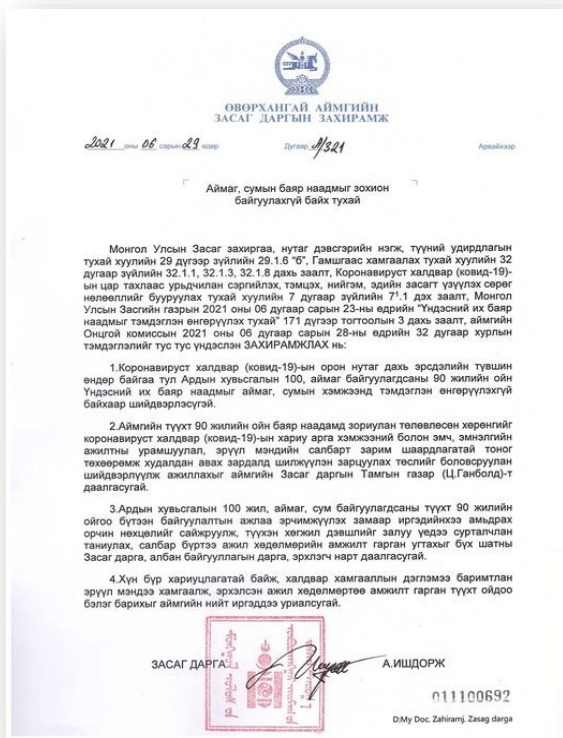 ӨВӨРХАНГАЙ АЙМГИЙН
ЗАСАГ ДАРГЫН ЗАХИРАМЖ
2021 оны 06 сарын 29 өдөр Дугаар А/321 Арвайхээр
Аймаг, сумын баяр наадмыг зохион
байгуулахгүй байх тухай
Монгол Улсын Засаг захиргаа, нутаг дэвсгэрийн нэгж, түүний удирдлагын
тухай хуулийн 29 дүгээр зүйлийн 29.1.6 “б”, Гамшгаас хамгаалах тухай хуулийн 32
дугаар зүйлийн 32.1.1, 32.1.3, 32.1.8 дахь заалт, Коронавируст халдвар (ковид-19)-
ын цар тахлаас урьдчилан сэргийлэх, тэмцэх, нийгэм, эдийн засагт үзүүлэх сөрөг
нөлөөллийг бууруулах тухай хуулийн 7 дугаар зүйлийн 7¹.1 дэх заалт, Монгол
Улсын Засгийн газрын 2021 оны 06 дугаар сарын 23-ны өдрийн “Үндэсний их баяр
наадмыг тэмдэглэн өнгөрүүлэх тухай” 171 дүгээр тогтоолын 3 дахь заалт, аймгийн
Онцгой комиссын 2021 оны 06 дугаар сарын 28-ны өдрийн 32 дугаар хурлын
тэмдэглэлийг тус тус үндэслэн ЗАХИРАМЖЛАХ нь:
1.Коронавируст халдвар (ковид-19)-ын орон нутаг дахь эрсдэлийн түвшин
өндөр байгаа тул Ардын хувьсгалын 100, аймаг байгуулагдсаны 90 жилийн ойн
Үндэсний их баяр наадмыг аймаг, сумын хэмжээнд тэмдэглэн өнгөрүүлэхгүй
байхаар шийдвэрлэсүгэй.
2.Аймгийн түүхт 90 жилийн ойн баяр наадамд зориулан төлөвлөсөн хөрөнгийг
коронавируст халдвар (ковид-19)-ын хариу арга хэмжээний болон эмч, эмнэлгийн
ажилтны урамшуулал, эрүүл мэндийн салбарт зарим шаардлагатай тоног
төхөөрөмж худалдан авах зардалд шилжүүлэн зарцуулах төслийг боловсруулан
шийдвэрлүүлж ажиллахыг аймгийн Засаг даргын Тамгын газар (Ц.Ганболд)-т
даалгасугай.
3.Ардын хувьсгалын 100 жил, аймаг, сум байгуулагдсаны түүхт 90 жилийн
ойгоо бүтээн байгуулалтын ажлаа эрчимжүүлэх замаар иргэдийнхээ амьдрах
орчин нөхцөлийг сайжруулж, түүхэн хөгжил дэвшлийг залуу үедээ сурталчлан
таниулах, салбар бүртээ ажил хөдөлмөрийн амжилт гарган угтахыг бүх шатны
Засаг дарга, албан байгууллагын дарга, эрхлэгч нарт даалгасугай.
4.Хүн бүр хариуцлагатай байж, халдвар хамгааллын дэглэмээ баримтлан
эрүүл мэндээ хамгаалж, эрхэлсэн ажил хөдөлмөртөө амжилт гарган түүхт ойдоо
бэлэг барихыг аймгийн нийт иргэддээ уриалсугай.
ЗАСАГ ДАРГА А.ИШДОРЖ
011100692
D:My Doc. Zahiramj. Zasag darga